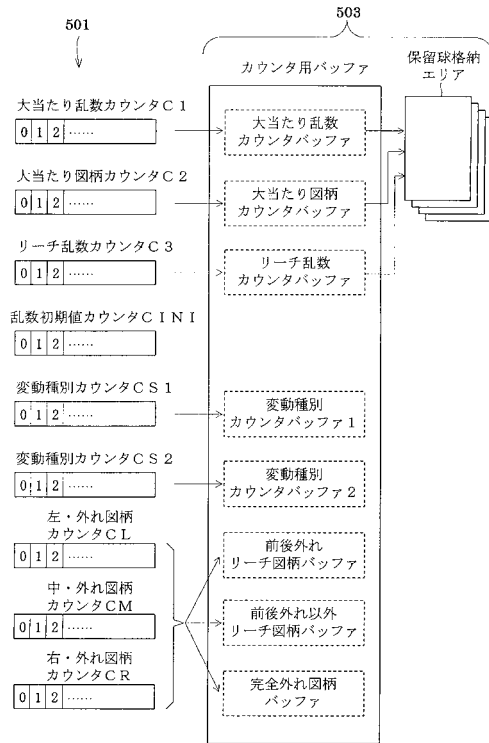 501
503
カウンタ用バッファ
保留球格納
エリア
大当たり乱数カウンタC1
0 1 2 ……
大当たり乱数
カウンタバッファ
大当たり図柄カウンタC2
0 1 2 ……
大当たり図柄
カウンタバッファ
リーチ乱数カウンタC3
0 1 2 ……
リーチ乱数
カウンタバッファ
乱数初期値カウンタCINI
0 1 2 ……
変動種別カウンタCS1
0 1 2 ……
変動種別
カウンタバッファ1
変動種別カウンタCS2
0 1 2 ……
変動種別
カウンタバッファ2
左・外れ図柄
カウンタCL
0 1 2 ……
前後外れ
リーチ図柄バッファ
中・外れ図柄
カウンタCM
0 1 2 ……
前後外れ以外
リーチ図柄バッファ
右・外れ図柄
カウンタCR
0 1 2 ……
完全外れ図柄
バッファ